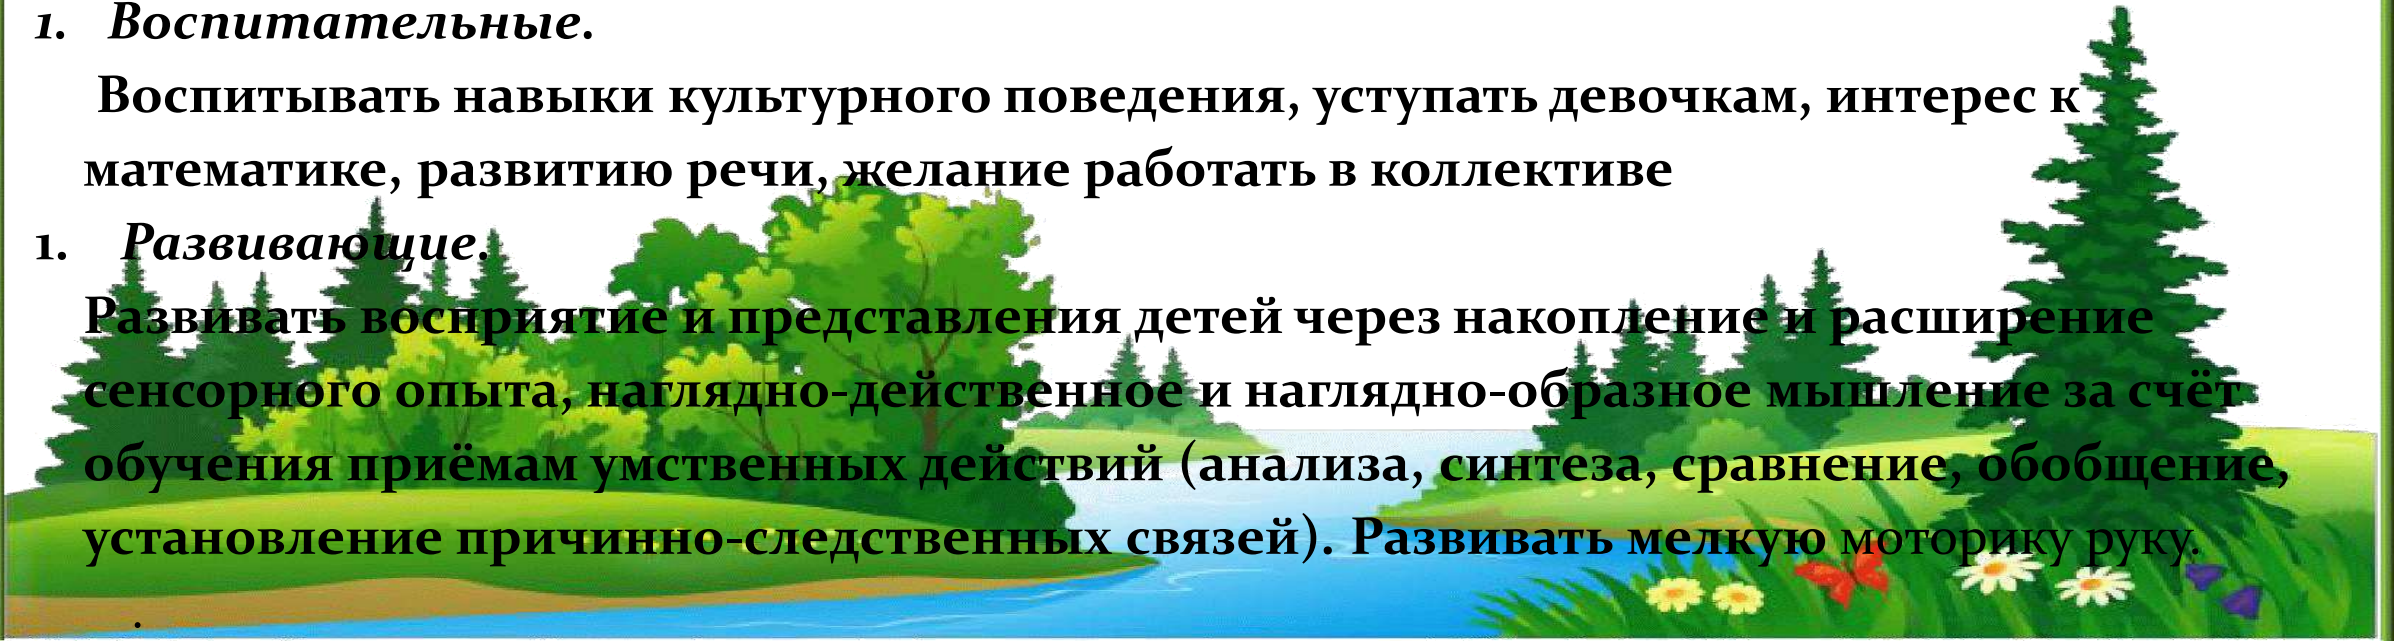 1. Воспитательные.
Воспитывать навыки культурного поведения, уступать девочкам, интерес к
математике, развитию речи, желание работать в коллективе
1. Развивающие.
Развивать восприятие и представления детей через накопление и расширение
сенсорного опыта, наглядно-действенное и наглядно-образное мышление за счёт
обучения приёмам умственных действий (анализа, синтеза, сравнение, обобщение,
установление причинно-следственных связей). Развивать мелкую моторику руку.
.